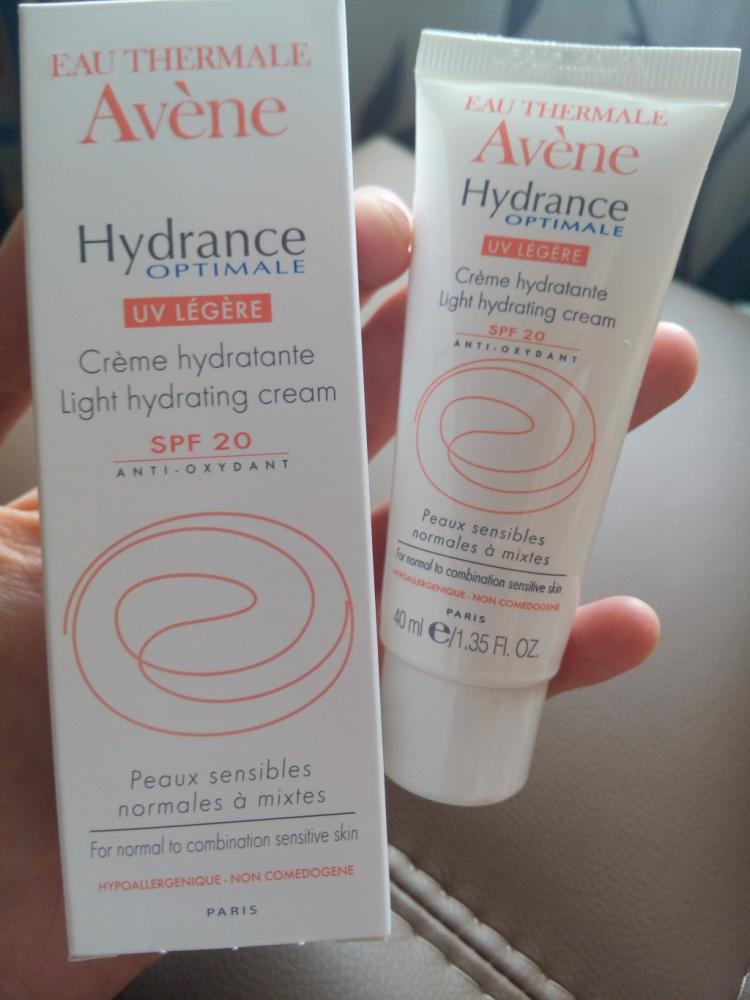 EAU THERMALE
Avène
Hydrance
OPTIMALE
UV LÉGÈRE
Crème hydratante
Light hydrating cream
SPF 20
ANTI-OXYDANT
Peaux sensibles
normales à mixtes
For normal to combination sensitive skin
HYPOALLERGENIQUE - NON COMEDOGENE
PARIS
EAU THERMALE
Avène
Hydrance
OPTIMALE
UV LÉGÈRE
Crème hydratante
Light hydrating cream
SPF 20
ANTI-OXYDANT
Peaux sensibles
normales à mixtes
For normal to combination sensitive skin
HYPOALLERGENIQUE - NON COMEDOGENE
PARIS
40 ml e/1.35 Fl. OZ.